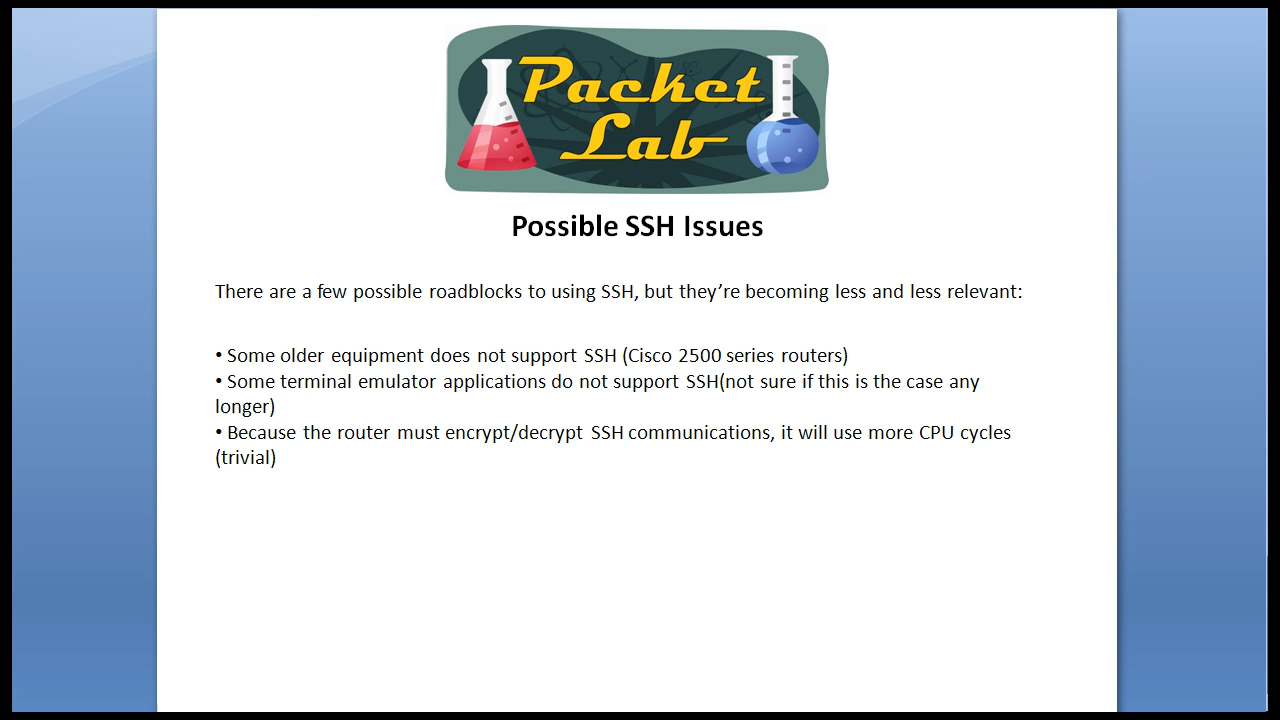 Packet
Lab
Possible SSH Issues
There are a few possible roadblocks to using SSH, but they’re becoming less and less relevant:
• Some older equipment does not support SSH (Cisco 2500 series routers)
• Some terminal emulator applications do not support SSH(not sure if this is the case any
longer)
• Because the router must encrypt/decrypt SSH communications, it will use more CPU cycles
(trivial)